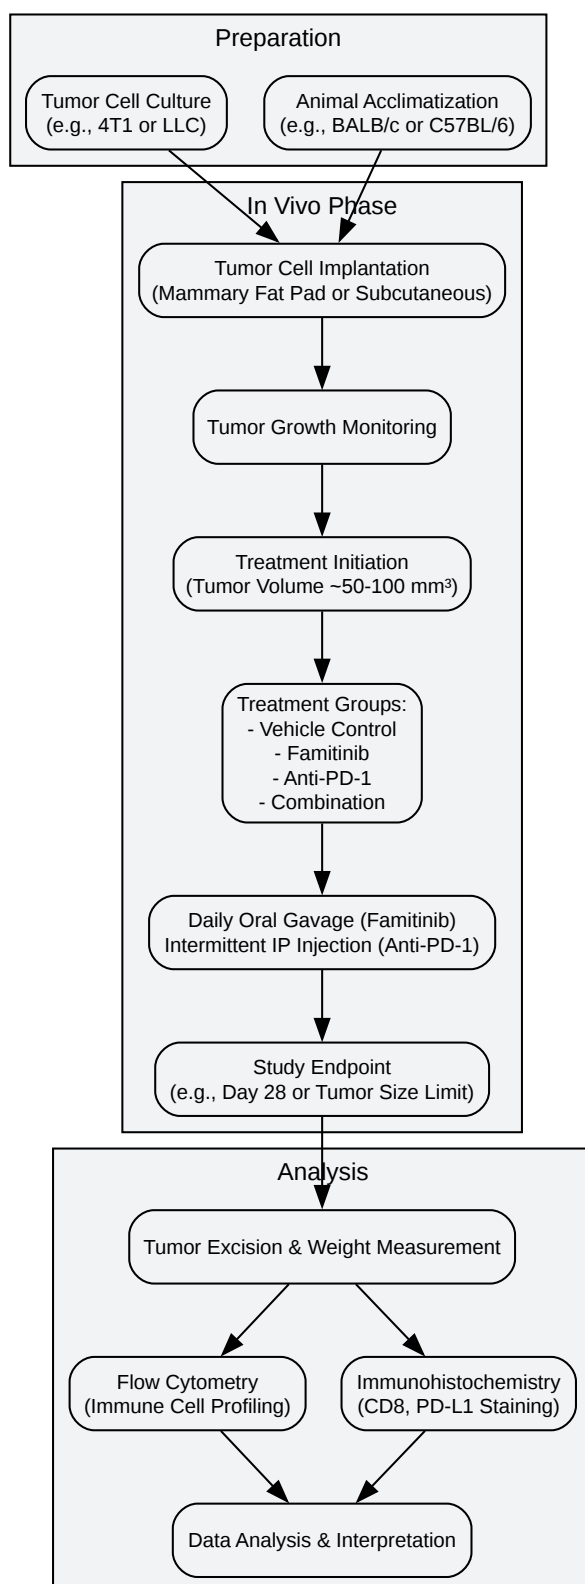 Preparation
Tumor Cell Culture
(e.g., 4T1 or LLC)
Animal Acclimatization
(e.g., BALB/c or C57BL/6)
In Vivo Phase
Tumor Cell Implantation
(Mammary Fat Pad or Subcutaneous)
Tumor Growth Monitoring
Treatment Initiation
(Tumor Volume ~50-100 mm³)
Treatment Groups:
- Vehicle Control
- Famitinib
- Anti-PD-1
- Combination
Daily Oral Gavage (Famitinib)
Intermittent IP Injection (Anti-PD-1)
Study Endpoint
(e.g., Day 28 or Tumor Size Limit)
Analysis
Tumor Excision & Weight Measurement
Flow Cytometry
(Immune Cell Profiling)
Immunohistochemistry
(CD8, PD-L1 Staining)
Data Analysis & Interpretation